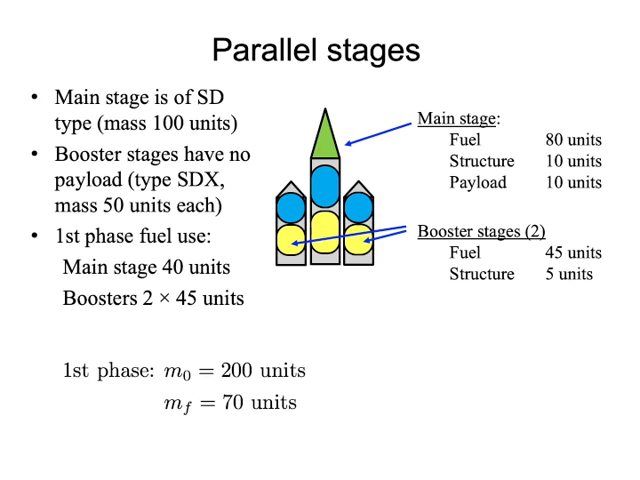 Parallel stages
• Main stage is of SD
type (mass 100 units)
• Booster stages have no
payload (type SDX,
mass 50 units each)
• 1st phase fuel use:
Main stage 40 units
Boosters 2 × 45 units
Main stage:
Fuel 80 units
Structure 10 units
Payload 10 units
Booster stages (2)
Fuel 45 units
Structure 5 units
1st phase: m₀ = 200 units
m_f = 70 units